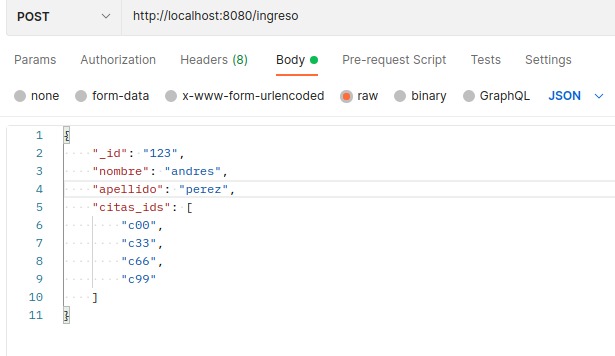 POST http://localhost:8080/ingreso
Params Authorization Headers (8) Body Pre-request Script Tests Settings
none form-data x-www-form-urlencoded raw binary GraphQL JSON
1 {
2 "_id": "123",
3 "nombre": "andres",
4 "apellido": "perez",
5 "citas_ids": [
6 "c00",
7 "c33",
8 "c66",
9 "c99"
10 ]
11 }